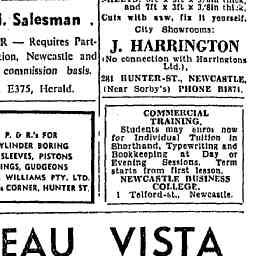 Salesman .
R — Requires Part-
tion, Newcastle and
commission basis.
E375, Herald.
P. & R.'s FOR
YLINDER BORING
SLEEVES, PISTONS
INGS, GUDGEONS
WILLIAMS PTY. LTD.
CORNER, HUNTER ST.
and 7ft x 3ft x 3/8in thick.
Cuts with saw, fix it yourself.
City Showrooms:
J. HARRINGTON
(No connection with Harringtons
Ltd.),
281 HUNTER-ST., NEWCASTLE,
(Near Sorby's) PHONE B1871.
COMMERCIAL
TRAINING.
Students may enrol now
for Individual Tuition in
Shorthand, Typewriting and
Bookkeeping at Day or
Evening Sessions. Term
starts from first lesson.
NEWCASTLE BUSINESS
COLLEGE,
1 Telford-st., Newcastle.
EAU VISTA